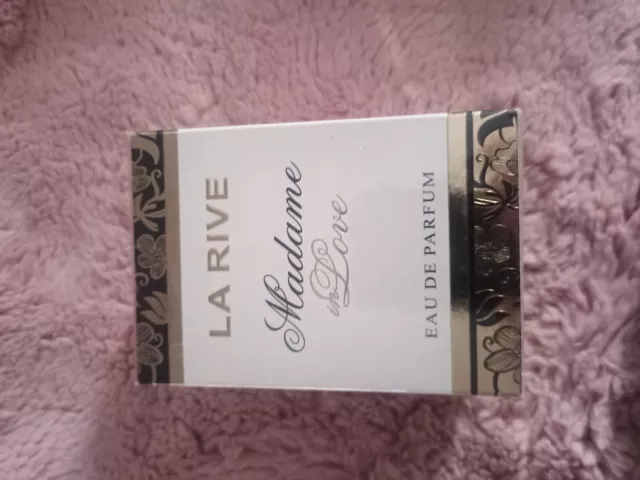 LA RIVE
Madame
in Love
EAU DE PARFUM